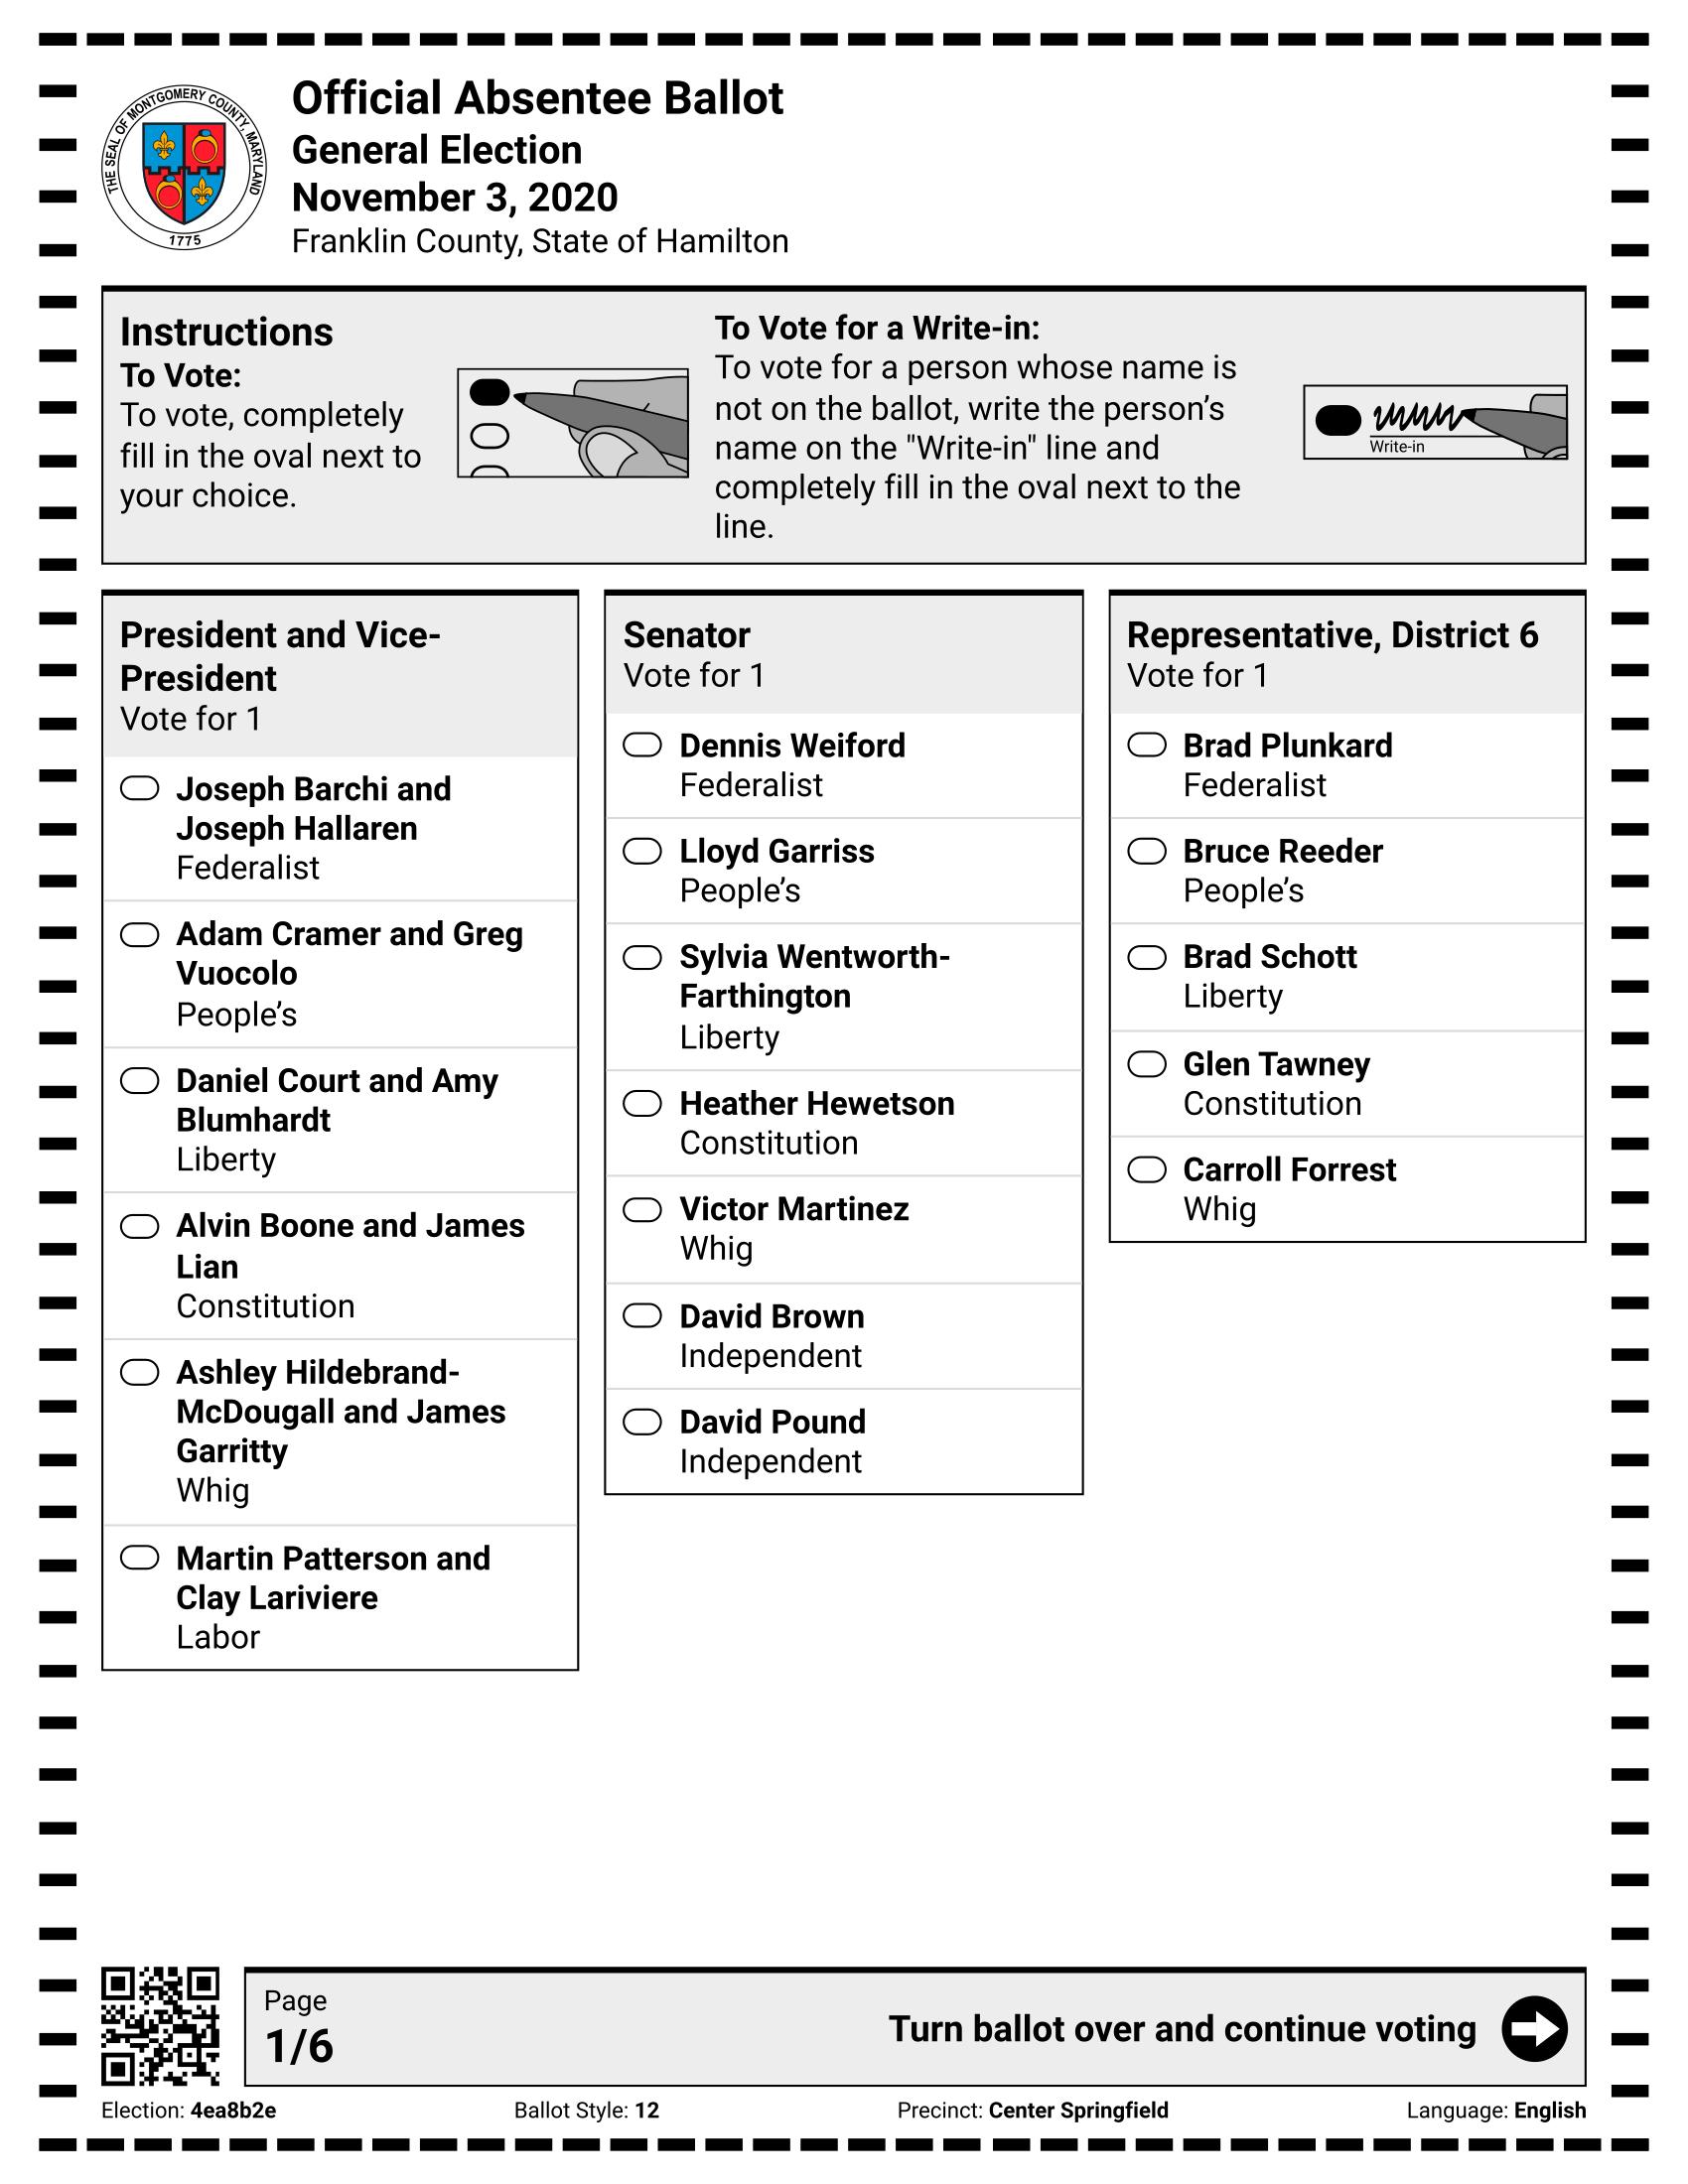 THE SEAL OF MONTGOMERY COUNTY, MARYLAND
1775
Official Absentee Ballot
General Election
November 3, 2020
Franklin County, State of Hamilton
Instructions
To Vote:
To vote, completely
fill in the oval next to
your choice.
To Vote for a Write-in:
To vote for a person whose name is
not on the ballot, write the person’s
name on the "Write-in" line and
completely fill in the oval next to the
line.
Write-in
President and Vice-
President
Vote for 1
Joseph Barchi and
Joseph Hallaren
Federalist
Adam Cramer and Greg
Vuocolo
People’s
Daniel Court and Amy
Blumhardt
Liberty
Alvin Boone and James
Lian
Constitution
Ashley Hildebrand-
McDougall and James
Garritty
Whig
Martin Patterson and
Clay Lariviere
Labor
Senator
Vote for 1
Dennis Weiford
Federalist
Lloyd Garriss
People’s
Sylvia Wentworth-
Farthington
Liberty
Heather Hewetson
Constitution
Victor Martinez
Whig
David Brown
Independent
David Pound
Independent
Representative, District 6
Vote for 1
Brad Plunkard
Federalist
Bruce Reeder
People’s
Brad Schott
Liberty
Glen Tawney
Constitution
Carroll Forrest
Whig
Page
1/6
Turn ballot over and continue voting
Election: 4ea8b2e
Ballot Style: 12
Precinct: Center Springfield
Language: English